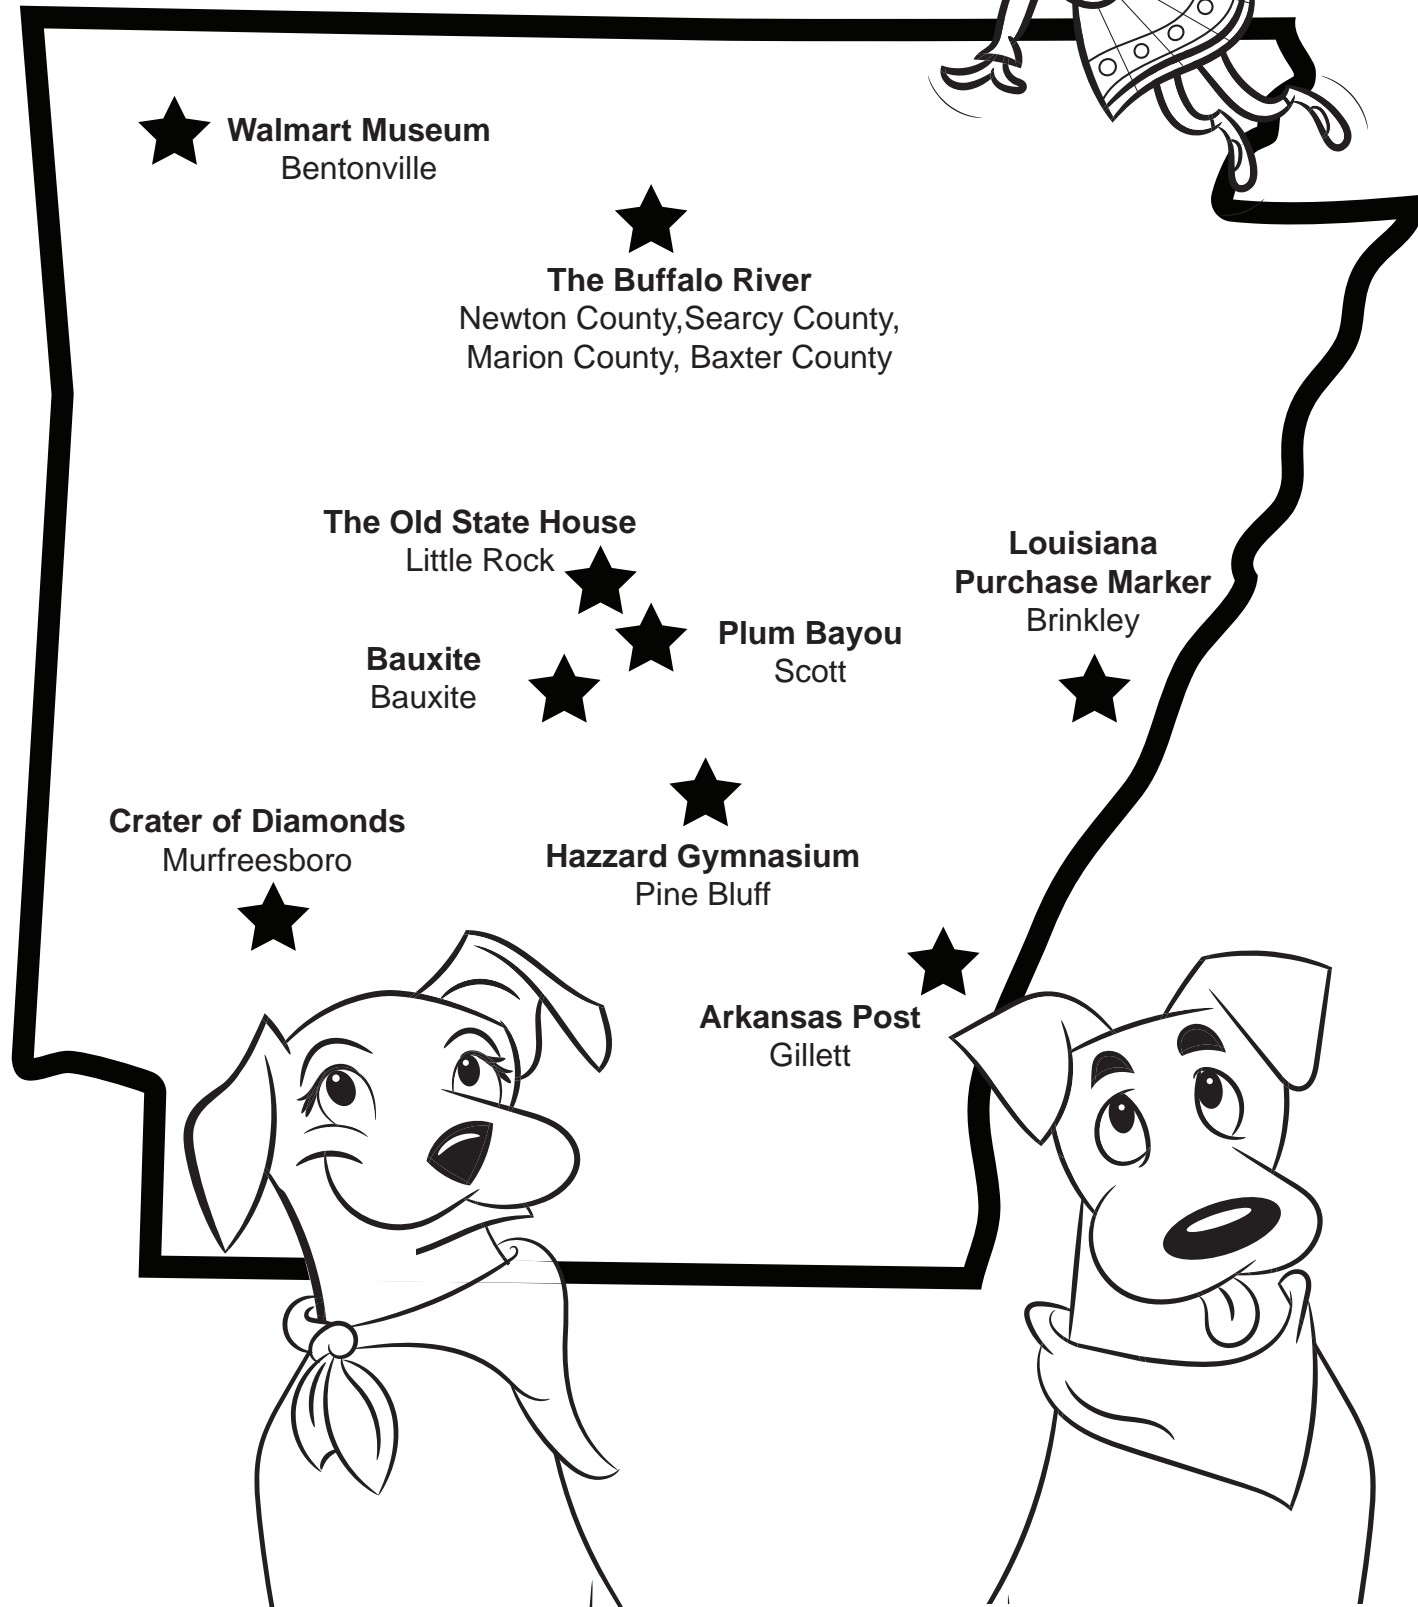 Walmart Museum
Bentonville
The Buffalo River
Newton County,Searcy County,
Marion County, Baxter County
The Old State House
Little Rock
Louisiana
Purchase Marker
Brinkley
Plum Bayou
Scott
Bauxite
Bauxite
Crater of Diamonds
Murfreesboro
Hazzard Gymnasium
Pine Bluff
Arkansas Post
Gillett